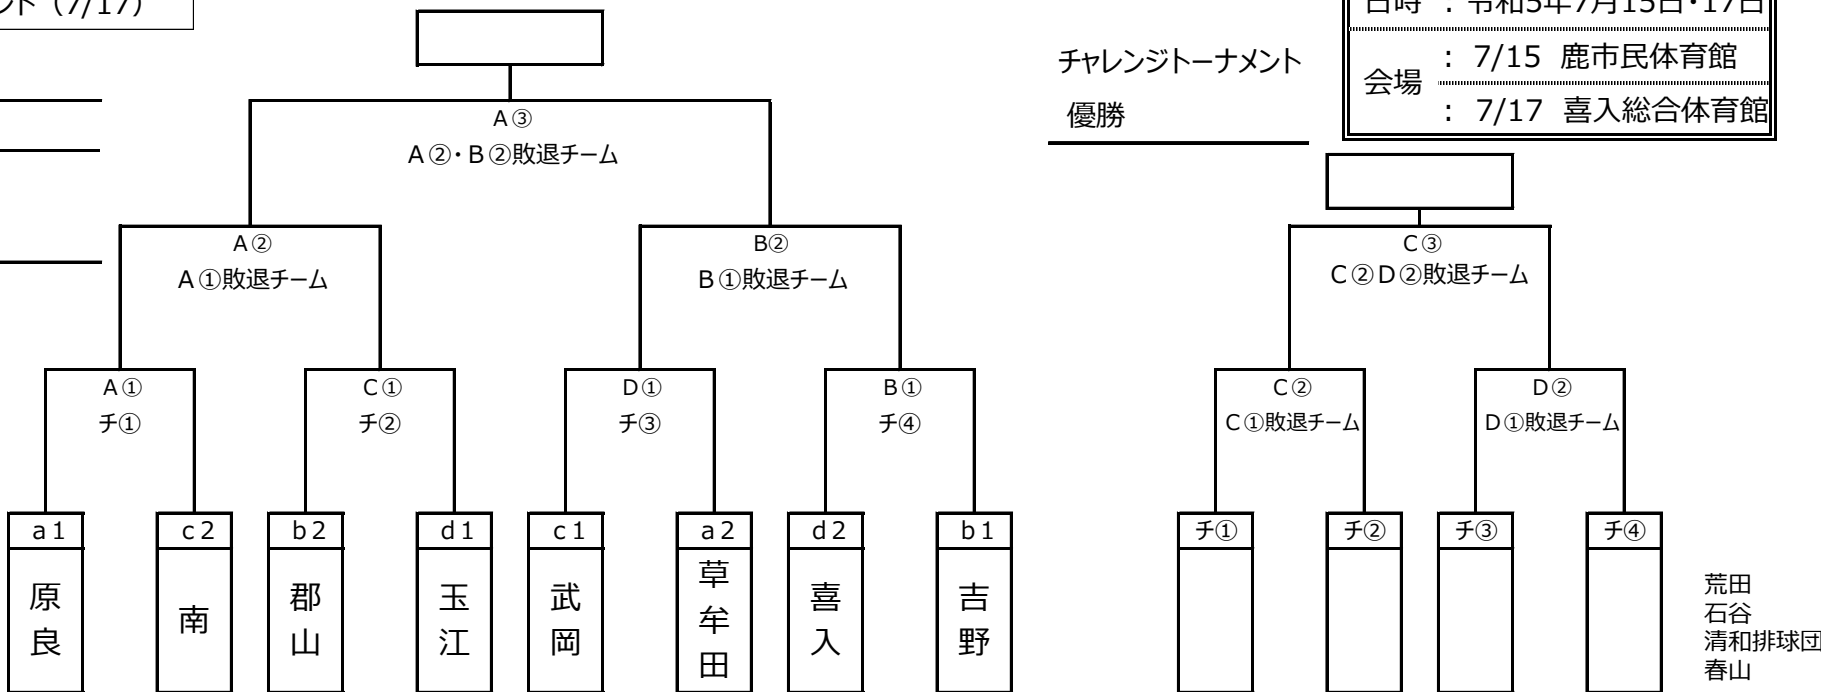 ント（7/17）
日時 ：令和5年7月15日・17日
会場
： 7/15 鹿市民体育館
： 7/17 喜入総合体育館
チャレンジトーナメント
優勝
A③
A②・B②敗退チーム
A②
A①敗退チーム
B②
B①敗退チーム
C③
C②D②敗退チーム
A①
チ①
C①
チ②
D①
チ③
B①
チ④
C②
C①敗退チーム
D②
D①敗退チーム
a1
c2
b2
d1
c1
a2
d2
b1
チ①
チ②
チ③
チ④
原良
南
郡山
玉江
武岡
草牟田
喜入
吉野
荒田
石谷
清和排球団
春山